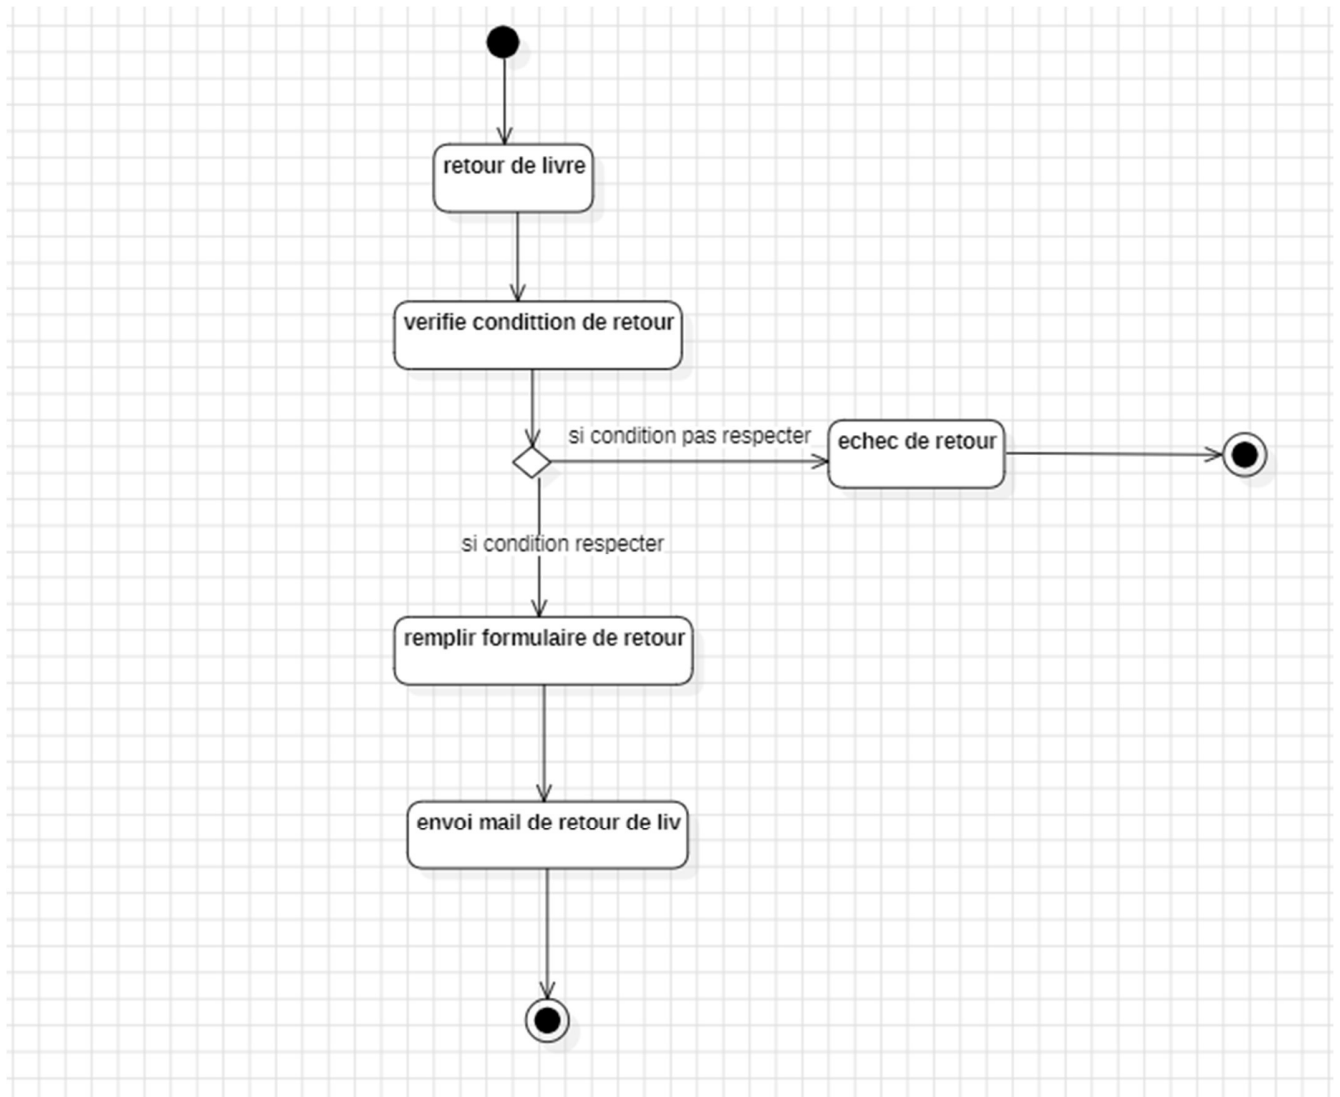 retour de livre
verifie condittion de retour
si condition pas respecter
echec de retour
si condition respecter
remplir formulaire de retour
envoi mail de retour de liv